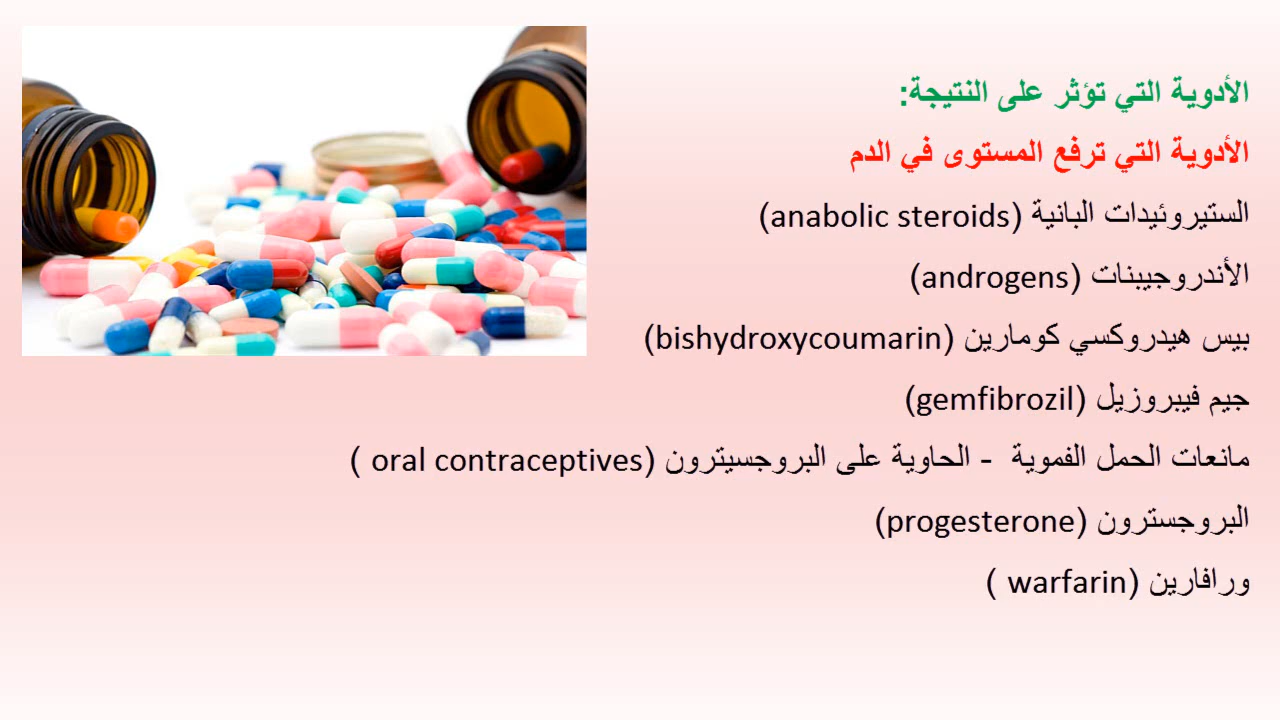 الأدوية التي تؤثر على النتيجة:
الأدوية التي ترفع المستوى في الدم
الستيروئيدات البانية (anabolic steroids)
الأندروجيبنات (androgens)
بيس هيدروكسي كومارين (bishydroxycoumarin)
جيم فيبروزيل (gemfibrozil)
مانعات الحمل الفموية - الحاوية على البروجسيترون (oral contraceptives )
البروجسترون (progesterone)
ورافارين (warfarin )